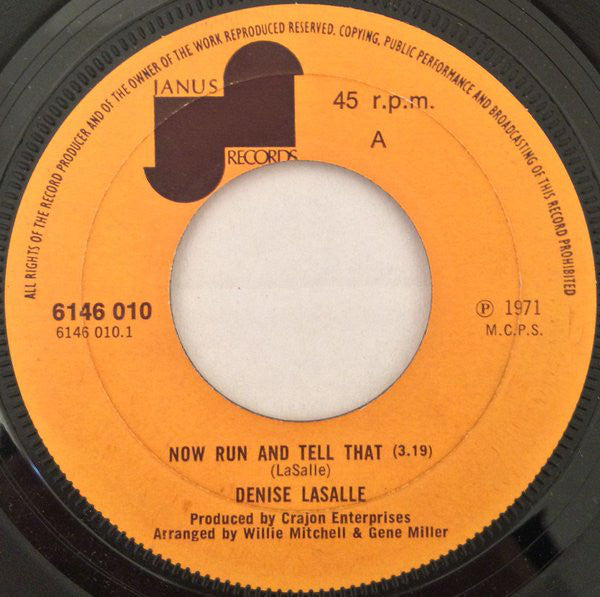 ALL RIGHTS OF THE RECORD PRODUCER AND OF THE OWNER OF THE WORK REPRODUCED RESERVED. COPYING, PUBLIC PERFORMANCE AND BROADCASTING OF THIS RECORD PROHIBITED
JANUS
RECORDS
45 r.p.m.
A
6146 010
6146 010.1
℗ 1971
M.C.P.S.
NOW RUN AND TELL THAT (3.19)
(LaSalle)
DENISE LASALLE
Produced by Crajon Enterprises
Arranged by Willie Mitchell & Gene Miller